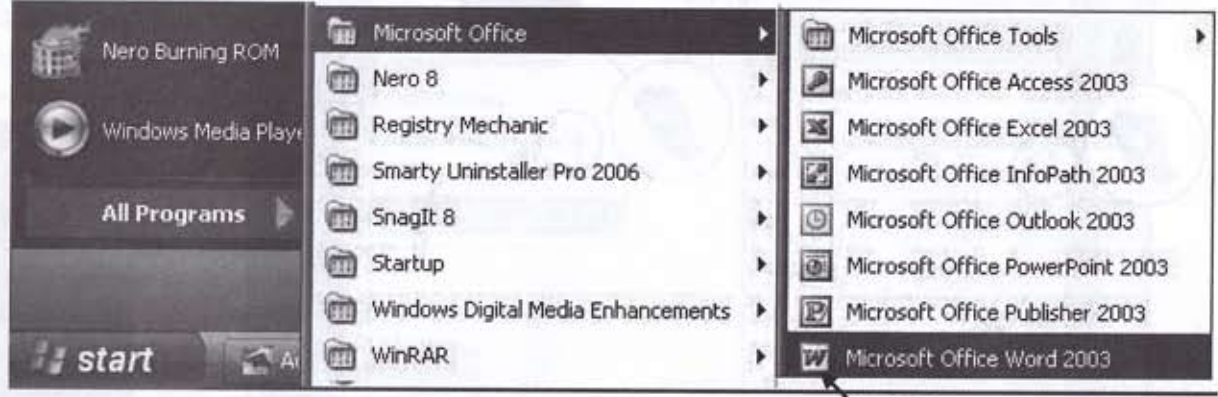 Nero Burning ROM
Windows Media Playe
All Programs
start
Microsoft Office
Nero 8
Registry Mechanic
Smarty Uninstaller Pro 2006
SnagIt 8
Startup
Windows Digital Media Enhancements
WinRAR
Microsoft Office Tools
Microsoft Office Access 2003
Microsoft Office Excel 2003
Microsoft Office InfoPath 2003
Microsoft Office Outlook 2003
Microsoft Office PowerPoint 2003
Microsoft Office Publisher 2003
Microsoft Office Word 2003